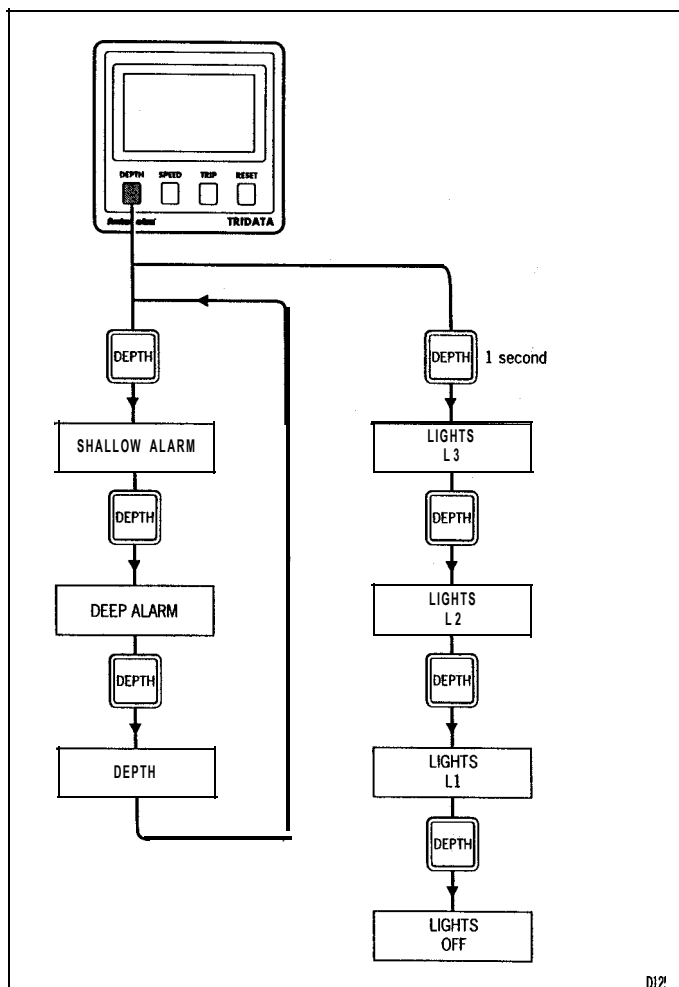 DEPTH SPEED TRIP RESET
TRIDATA
DEPTH
DEPTH 1 second
SHALLOW ALARM
LIGHTS
L3
DEPTH
DEPTH
DEEP ALARM
LIGHTS
L2
DEPTH
DEPTH
DEPTH
LIGHTS
L1
DEPTH
LIGHTS
OFF